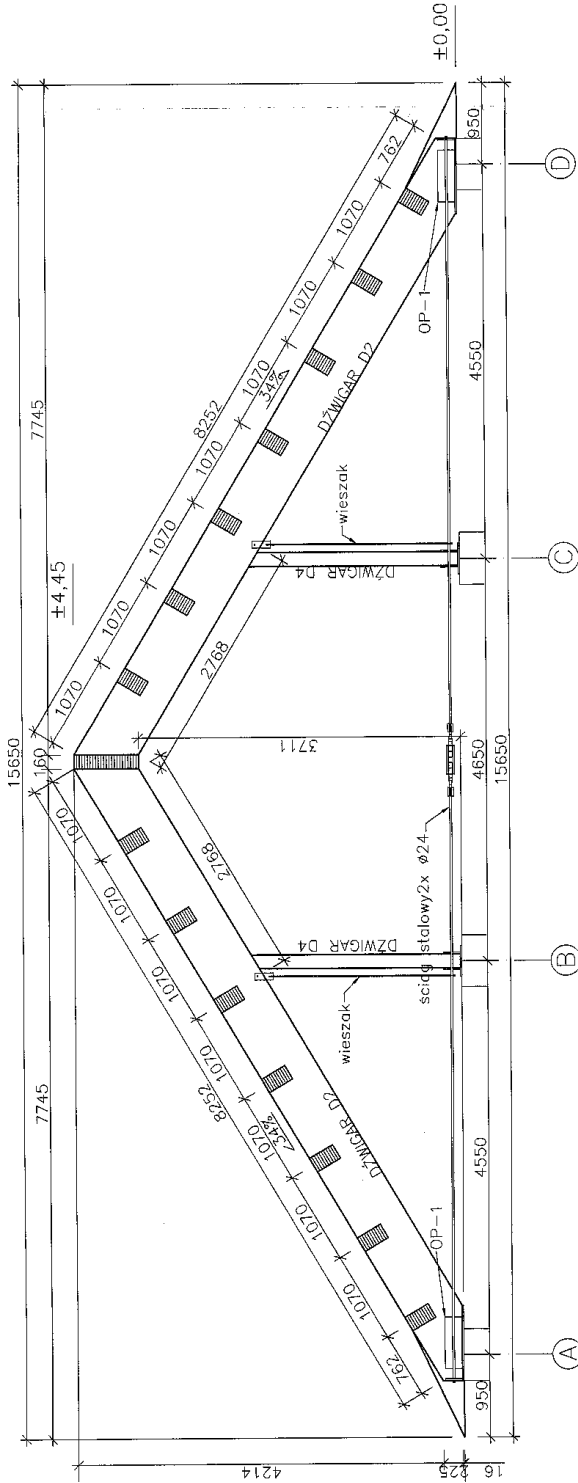 15650
7745
160
7745
±4,45
8252
8252
1070
1070
1070
1070
1070
1070
1070
762
1070
1070
1070
1070
1070
1070
1070
762
<34%
34%
DŹWIGAR D2
DŹWIGAR D2
2768
2768
3711
DŹWIGAR D4
DŹWIGAR D4
wieszak
wieszak
OP-1
OP-1
ściąg stalowy2x ø24
±0,00
4214
225
16
950
4550
4650
4550
950
15650
A
B
C
D